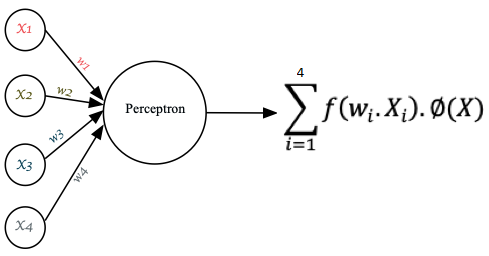 X1
w1
X2
w2
Perceptron
X3
w3
X4
w4
4
∑ f(wᵢ.Xᵢ).Ø(X)
i=1